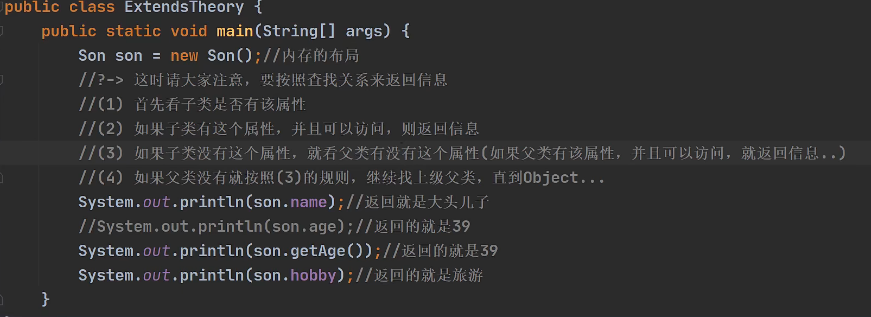 public class ExtendsTheory {
public static void main(String[] args) {
Son son = new Son();//内存的布局
//?-> 这时请大家注意，要按照查找关系来返回信息
//(1) 首先看子类是否有该属性
//(2) 如果子类有这个属性，并且可以访问，则返回信息
//(3) 如果子类没有这个属性，就看父类有没有这个属性(如果父类有该属性，并且可以访问，就返回信息..)
//(4) 如果父类没有就按照(3)的规则，继续找上级父类，直到Object...
System.out.println(son.name);//返回就是大头儿子
//System.out.println(son.age);//返回的就是39
System.out.println(son.getAge());//返回的就是39
System.out.println(son.hobby);//返回的就是旅游
}